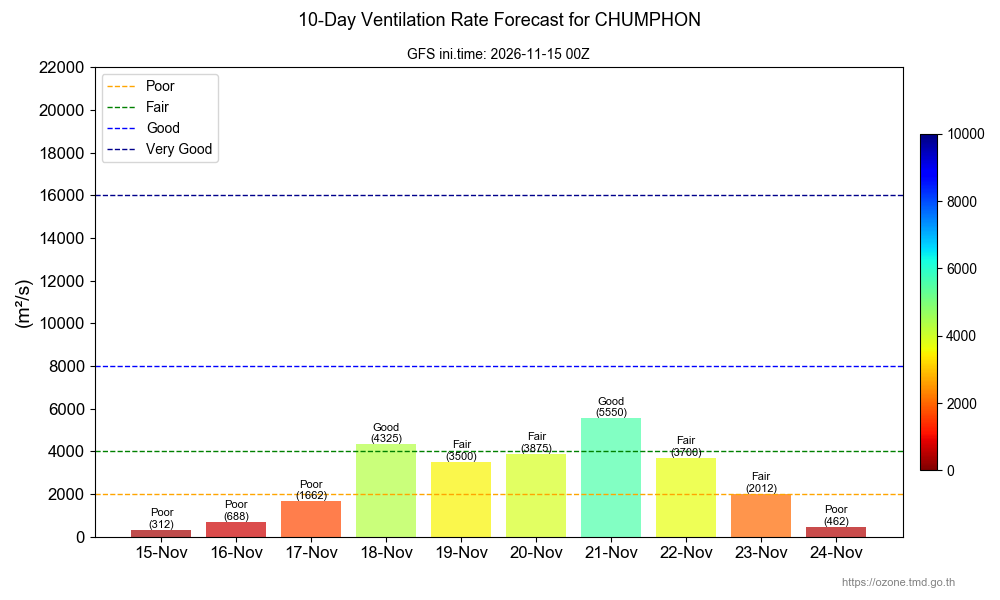 10-Day Ventilation Rate Forecast for CHUMPHON
GFS ini.time: 2026-11-15 00Z
22000
20000
18000
16000
14000
12000
10000
8000
6000
4000
2000
0
(m²/s)
Poor
Fair
Good
Very Good
Poor
(312)
Poor
(688)
Poor
(1662)
Good
(4325)
Fair
(3500)
Fair
(3875)
Good
(5550)
Fair
(3700)
Fair
(2012)
Poor
(462)
15-Nov
16-Nov
17-Nov
18-Nov
19-Nov
20-Nov
21-Nov
22-Nov
23-Nov
24-Nov
10000
8000
6000
4000
2000
0
https://ozone.tmd.go.th